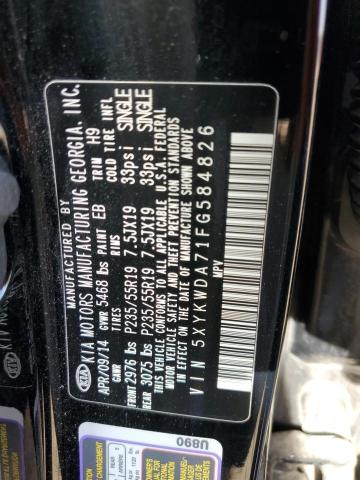 MANUFACTURED BY
KIA MOTORS MANUFACTURING GEORGIA, INC.
APR/09/14 GVWR 5468 lbs PAINT EB TRIM H9
GAWR RIMS COLD TIRE INFL
FRONT 2976 lbs P235/55R19 7.5JX19 33psi SINGLE
REAR 3075 lbs P235/55R19 7.5JX19 33psi SINGLE
THIS VEHICLE CONFORMS TO ALL APPLICABLE U.S.A. FEDERAL
MOTOR VEHICLE SAFETY AND THEFT PREVENTION STANDARDS
IN EFFECT ON THE DATE OF MANUFACTURE SHOWN ABOVE.
VIN 5XYKWDA71FG584826
MPV
KIA
U690